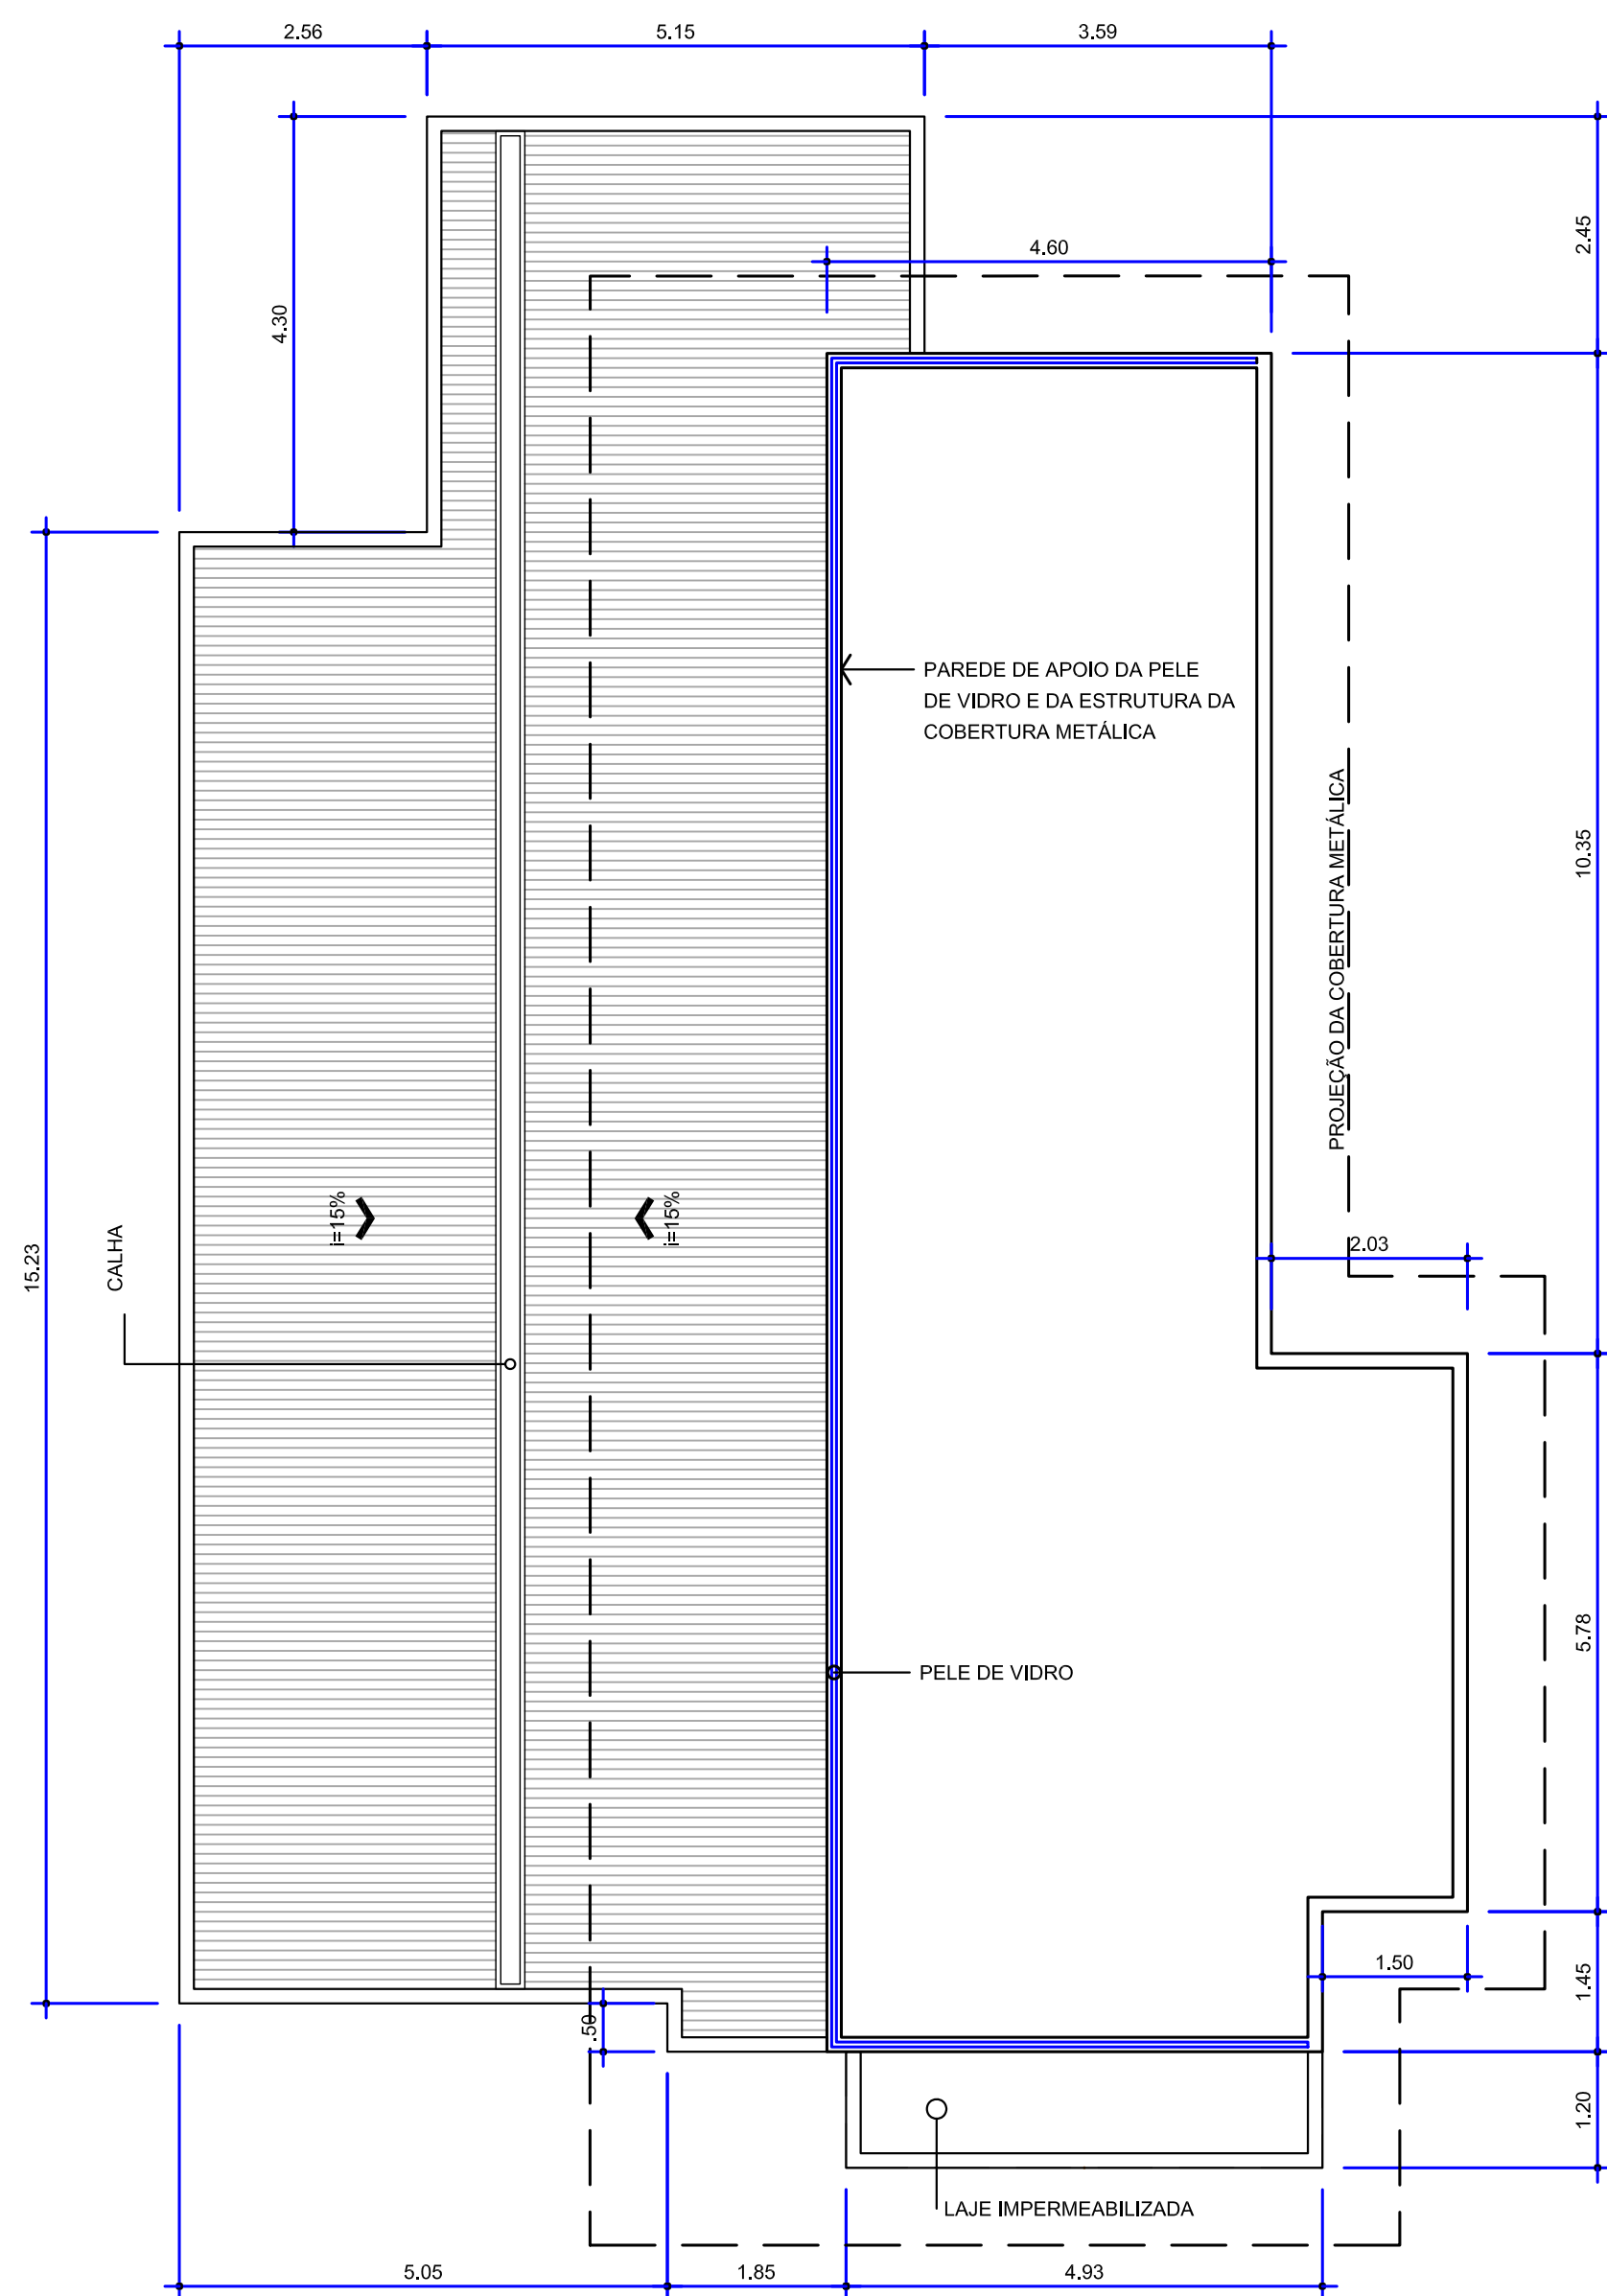 2.56
5.15
3.59
4.30
4.60
2.45
PAREDE DE APOIO DA PELE
DE VIDRO E DA ESTRUTURA DA
COBERTURA METÁLICA
PROJEÇÃO DA COBERTURA METÁLICA
10.35
15.23
CALHA
i=15%
i=15%
2.03
PELE DE VIDRO
5.78
.50
1.50
1.45
1.20
LAJE IMPERMEABILIZADA
5.05
1.85
4.93